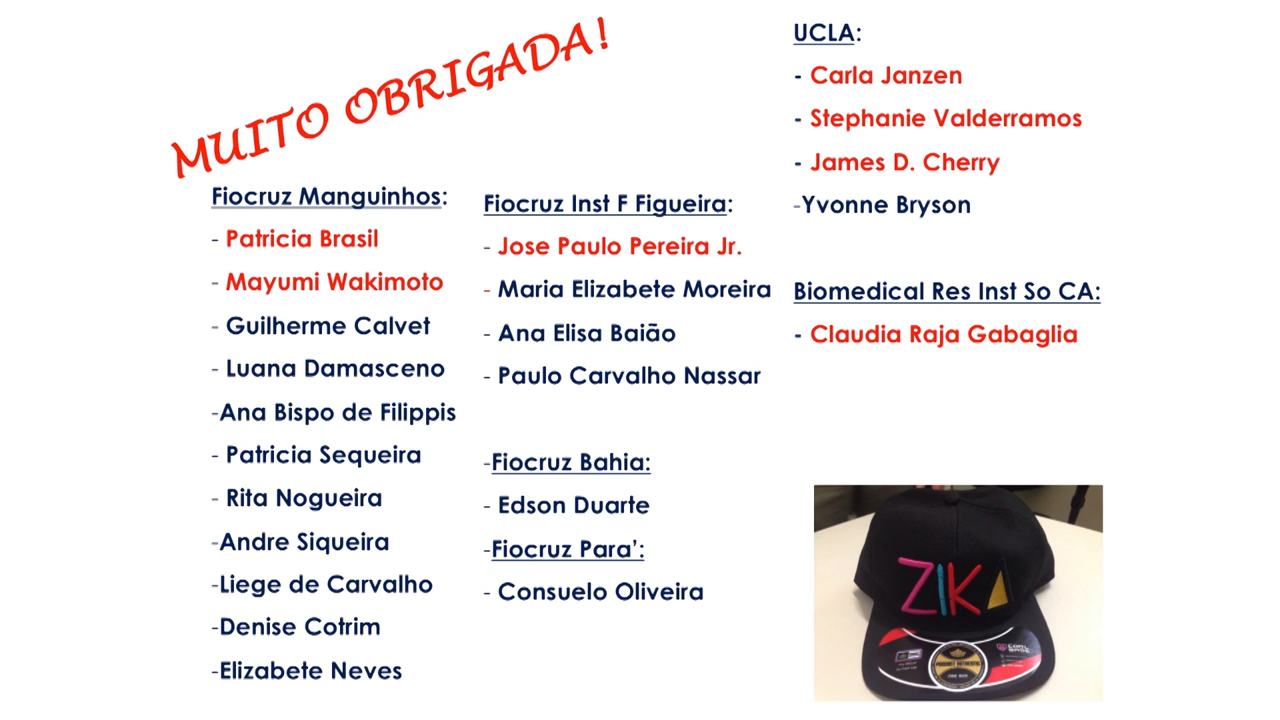 MUITO OBRIGADA!
Fiocruz Manguinhos:
- Patricia Brasil
- Mayumi Wakimoto
- Guilherme Calvet
- Luana Damasceno
-Ana Bispo de Filippis
- Patricia Sequeira
- Rita Nogueira
-Andre Siqueira
-Liege de Carvalho
-Denise Cotrim
-Elizabete Neves
Fiocruz Inst F Figueira:
- Jose Paulo Pereira Jr.
- Maria Elizabete Moreira
- Ana Elisa Baião
- Paulo Carvalho Nassar
-Fiocruz Bahia:
- Edson Duarte
-Fiocruz Para’:
- Consuelo Oliveira
UCLA:
- Carla Janzen
- Stephanie Valderramos
- James D. Cherry
-Yvonne Bryson
Biomedical Res Inst So CA:
- Claudia Raja Gabaglia
ZIKA